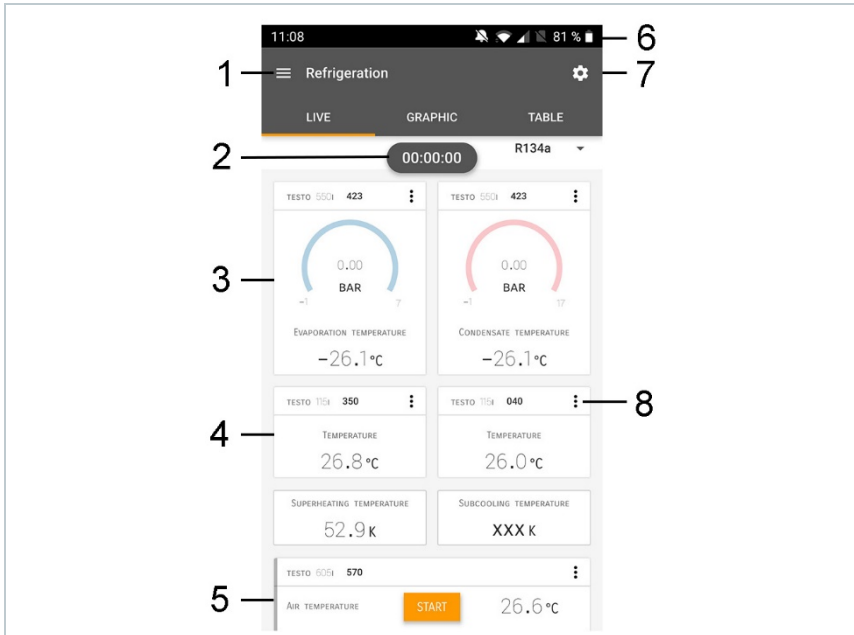 11:08 81 % 6
1 Refrigeration 7
LIVE GRAPHIC TABLE
2 00:00:00 R134a
TESTO 550I 423 TESTO 550I 423
3 0.00 0.00
BAR BAR
-1 7 -1 17
EVAPORATION TEMPERATURE CONDENSATE TEMPERATURE
-26.1°C -26.1°C
TESTO 115I 350 TESTO 115I 040 8
4 TEMPERATURE TEMPERATURE
26.8°C 26.0°C
SUPERHEATING TEMPERATURE SUBCOOLING TEMPERATURE
52.9 K XXX K
TESTO 605I 570
5 AIR TEMPERATURE START 26.6°C